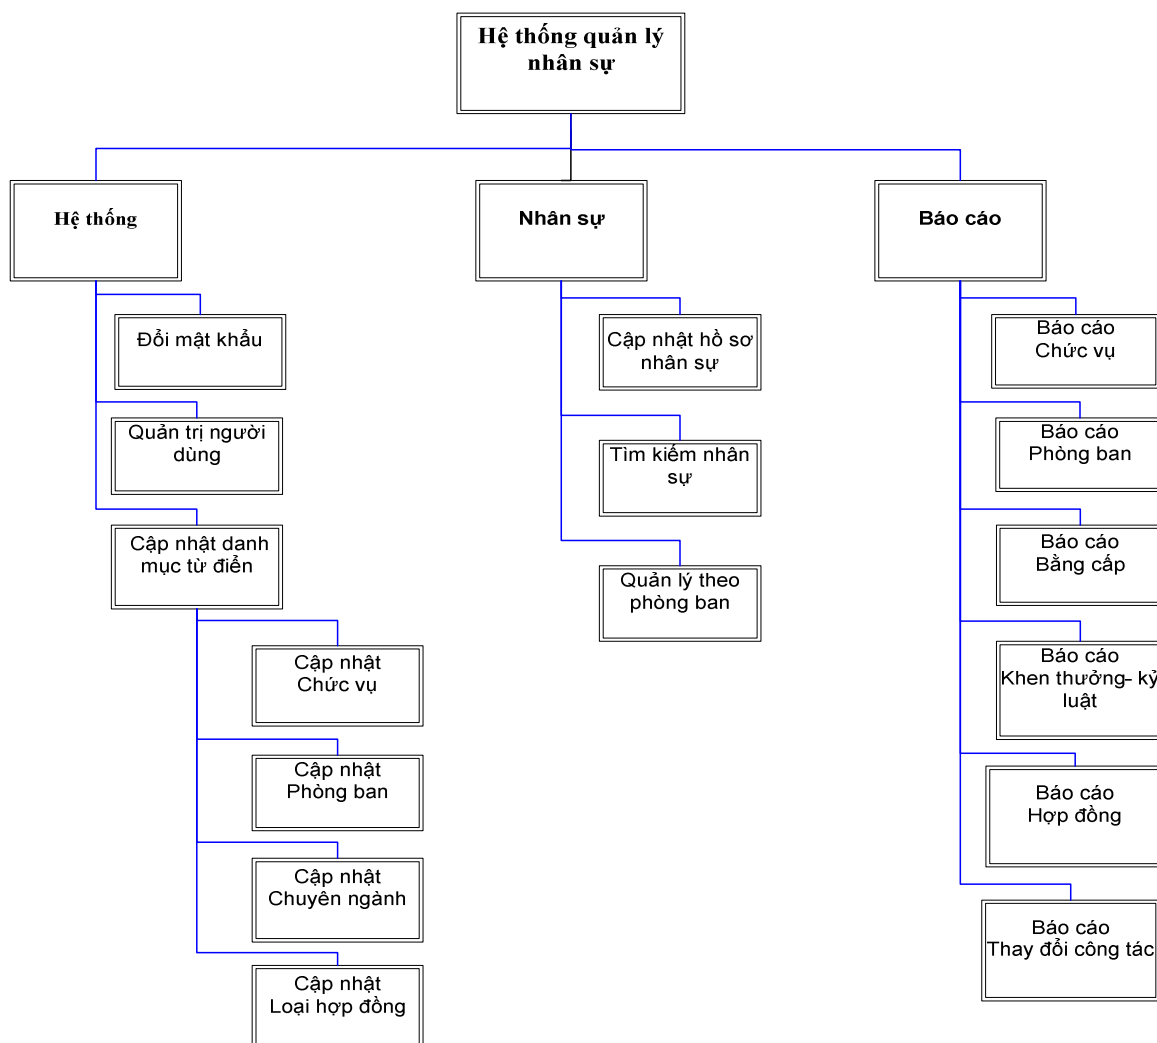 Hệ thống quản lý
nhân sự
Hệ thống
Nhân sự
Báo cáo
Đổi mật khẩu
Quản trị người
dùng
Cập nhật danh
mục từ điển
Cập nhật
Chức vụ
Cập nhật
Phòng ban
Cập nhật
Chuyên ngành
Cập nhật
Loại hợp đồng
Cập nhật hồ sơ
nhân sự
Tìm kiếm nhân
sự
Quản lý theo
phòng ban
Báo cáo
Chức vụ
Báo cáo
Phòng ban
Báo cáo
Bằng cấp
Báo cáo
Khen thưởng- kỷ
luật
Báo cáo
Hợp đồng
Báo cáo
Thay đổi công tác